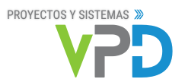 PROYECTOS Y SISTEMAS
VPD